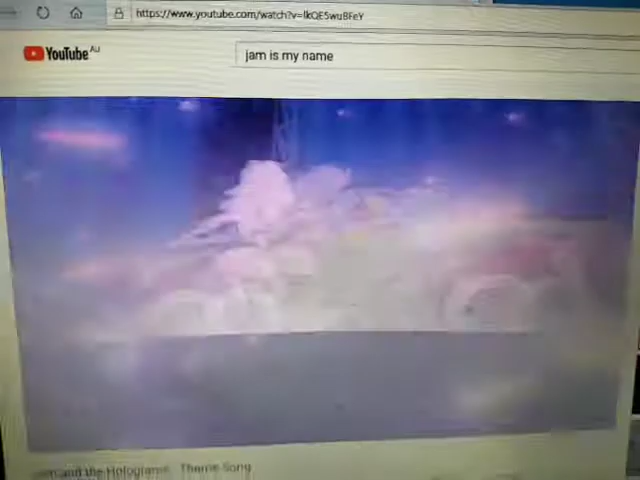 https://www.youtube.com/watch?v=lkQE5wuBFeY
YouTube AU
jam is my name
and the Holograms Theme Song